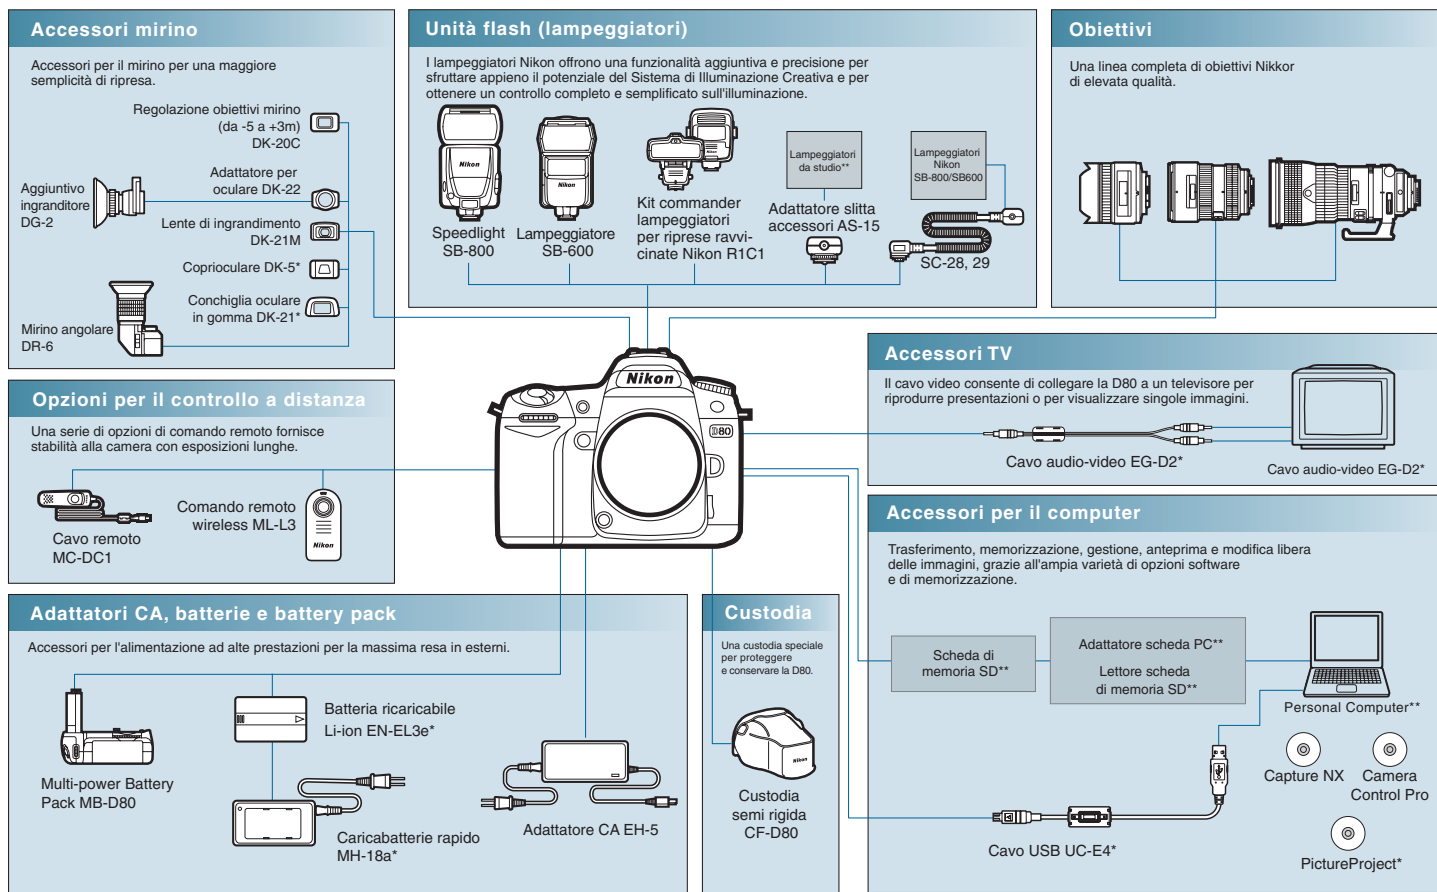 Accessori mirino
Accessori per il mirino per una maggiore
semplicità di ripresa.
Regolazione obiettivi mirino
(da -5 a +3m)
DK-20C
Adattatore per
oculare DK-22
Aggiuntivo
ingranditore
DG-2
Lente di ingrandimento
DK-21M
Coprioculare DK-5*
Conchiglia oculare
in gomma DK-21*
Mirino angolare
DR-6
Unità flash (lampeggiatori)
I lampeggiatori Nikon offrono una funzionalità aggiuntiva e precisione per
sfruttare appieno il potenziale del Sistema di Illuminazione Creativa e per
ottenere un controllo completo e semplificato sull'illuminazione.
Nikon
Speedlight
SB-800
Nikon
Lampeggiatore
SB-600
Kit commander
lampeggiatori
per riprese ravvi-
cinate Nikon R1C1
Lampeggiatori
da studio**
Adattatore slitta
accessori AS-15
Lampeggiatori
Nikon
SB-800/SB600
SC-28, 29
Obiettivi
Una linea completa di obiettivi Nikkor
di elevata qualità.
Opzioni per il controllo a distanza
Una serie di opzioni di comando remoto fornisce
stabilità alla camera con esposizioni lunghe.
Cavo remoto
MC-DC1
Comando remoto
wireless ML-L3
Nikon
Nikon
D80
Accessori TV
Il cavo video consente di collegare la D80 a un televisore per
riprodurre presentazioni o per visualizzare singole immagini.
Cavo audio-video EG-D2*
Cavo audio-video EG-D2*
Accessori per il computer
Trasferimento, memorizzazione, gestione, anteprima e modifica libera
delle immagini, grazie all'ampia varietà di opzioni software
e di memorizzazione.
Scheda di
memoria SD**
Adattatore scheda PC**
Lettore scheda
di memoria SD**
Personal Computer**
Capture NX
Camera
Control Pro
PictureProject*
Cavo USB UC-E4*
Adattatori CA, batterie e battery pack
Accessori per l'alimentazione ad alte prestazioni per la massima resa in esterni.
Multi-power Battery
Pack MB-D80
Batteria ricaricabile
Li-ion EN-EL3e*
Caricabatterie rapido
MH-18a*
Adattatore CA EH-5
Custodia
Una custodia speciale
per proteggere
e conservare la D80.
Nikon
Custodia
semi rigida
CF-D80